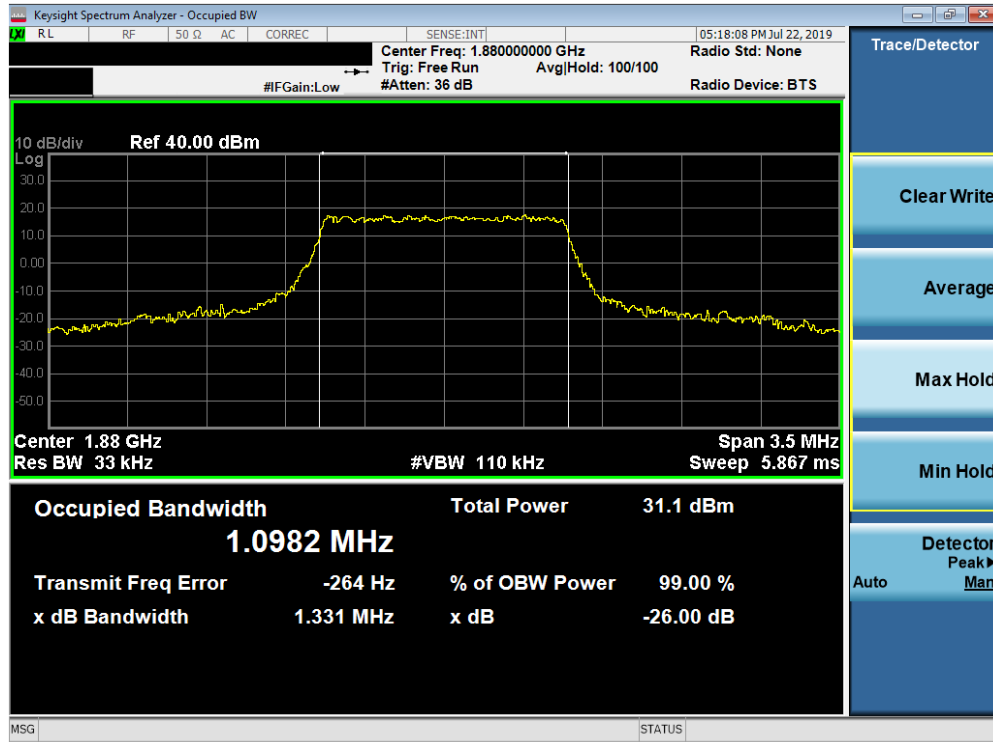 Keysight Spectrum Analyzer - Occupied BW
LXI RL RF 50 Ω AC CORREC SENSE:INT 05:18:08 PM Jul 22, 2019
Center Freq: 1.880000000 GHz Radio Std: None
Trig: Free Run Avg|Hold: 100/100
#IFGain:Low #Atten: 36 dB Radio Device: BTS
10 dB/div Ref 40.00 dBm
Log
30.0
20.0
10.0
0.00
-10.0
-20.0
-30.0
-40.0
-50.0
Center 1.88 GHz Span 3.5 MHz
Res BW 33 kHz #VBW 110 kHz Sweep 5.867 ms
Occupied Bandwidth Total Power 31.1 dBm
1.0982 MHz
Transmit Freq Error -264 Hz % of OBW Power 99.00 %
x dB Bandwidth 1.331 MHz x dB -26.00 dB
MSG STATUS
Trace/Detector
Clear Write
Average
Max Hold
Min Hold
Detector
Peak
Auto Man